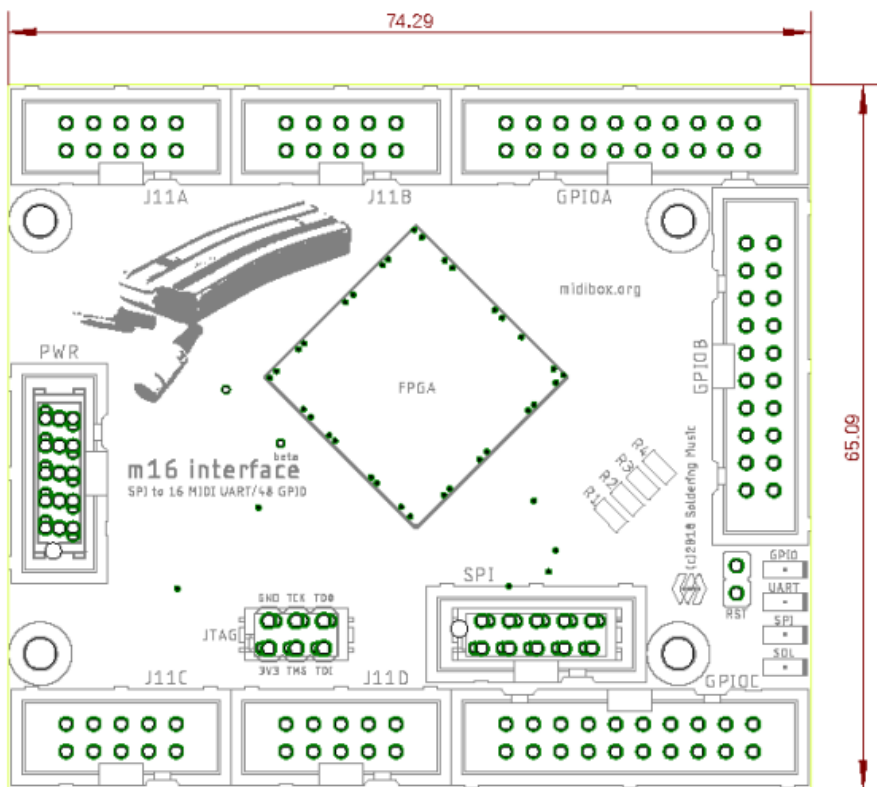 74.29
J11A
J11B
GPIOA
midibox.org
PWR
GPIOB
FPGA
65.09
beta
m16 interface
SPI to 16 MIDI UART/48 GPIO
R1
R2
R3
R4
(c)2018 Soldering Music
SPI
GPIO
UART
SPI
SOL
RST
GND TCK TDO
JTAG
3V3 TMS TDI
J11C
J11D
GPIOC